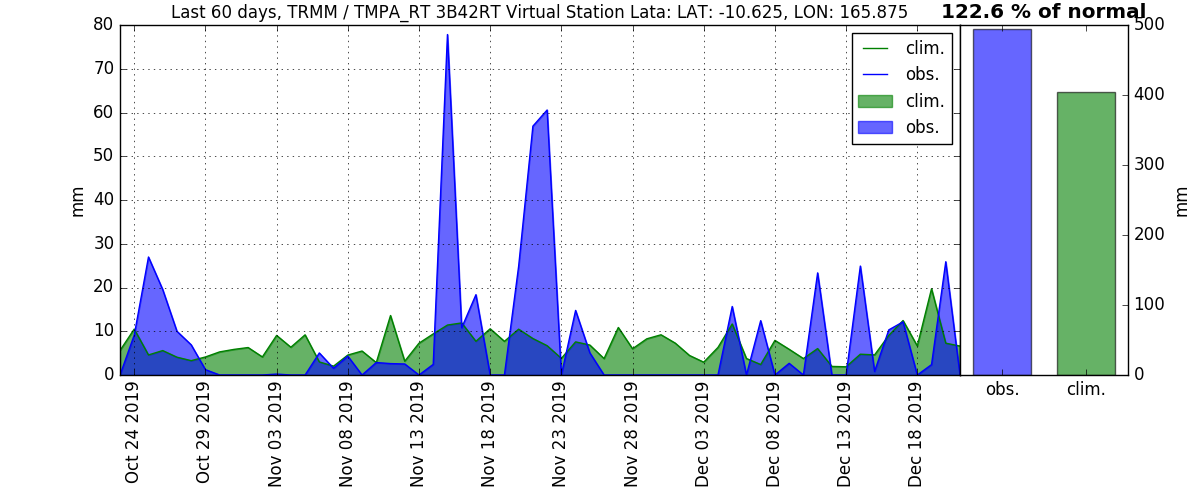 Last 60 days, TRMM / TMPA_RT 3B42RT Virtual Station Lata: LAT: -10.625, LON: 165.875
122.6 % of normal
80
70
60
50
40
30
20
10
0
mm
clim.
obs.
clim.
obs.
500
400
300
200
100
0
mm
obs.
clim.
Oct 24 2019
Oct 29 2019
Nov 03 2019
Nov 08 2019
Nov 13 2019
Nov 18 2019
Nov 23 2019
Nov 28 2019
Dec 03 2019
Dec 08 2019
Dec 13 2019
Dec 18 2019